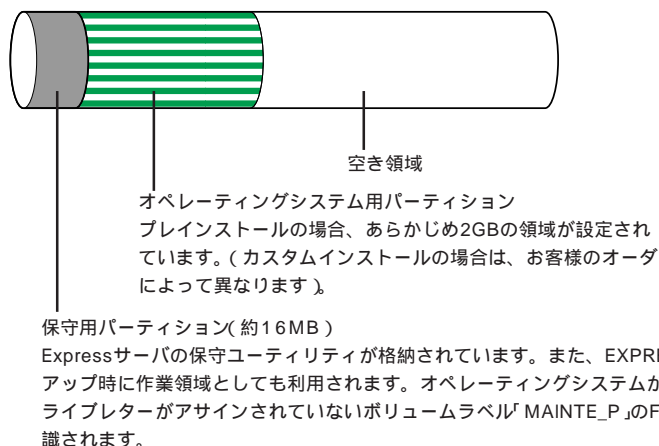 空き領域
オペレーティングシステム用パーティション
プレインストールの場合、あらかじめ2GBの領域が設定され
ています。(カスタムインストールの場合は、お客様のオーダ
によって異なります)。
保守用パーティション(約16MB)
Expressサーバの保守ユーティリティが格納されています。また、EXPRE
アップ時に作業領域としても利用されます。オペレーティングシステムか
ライブレターがアサインされていないボリュームラベル「MAINTE_P」のF
識されます。